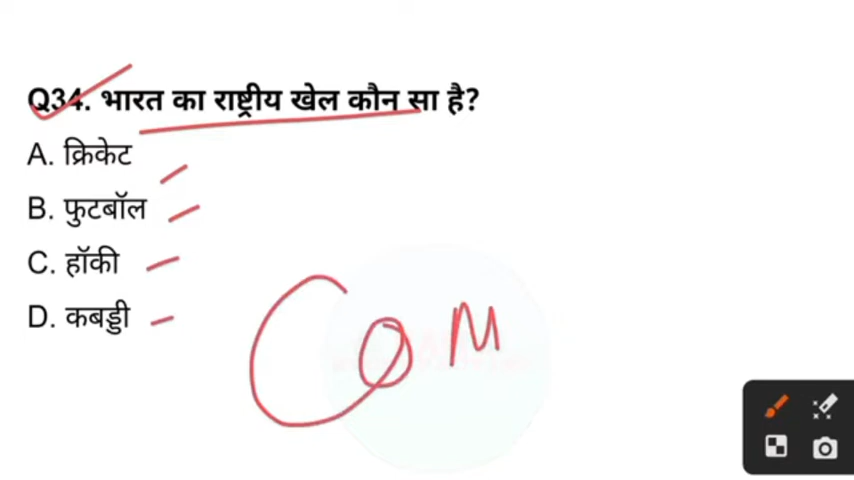 Q34. भारत का राष्ट्रीय खेल कौन सा है?
A. क्रिकेट
B. फुटबॉल
C. हॉकी
D. कबड्डी
Com